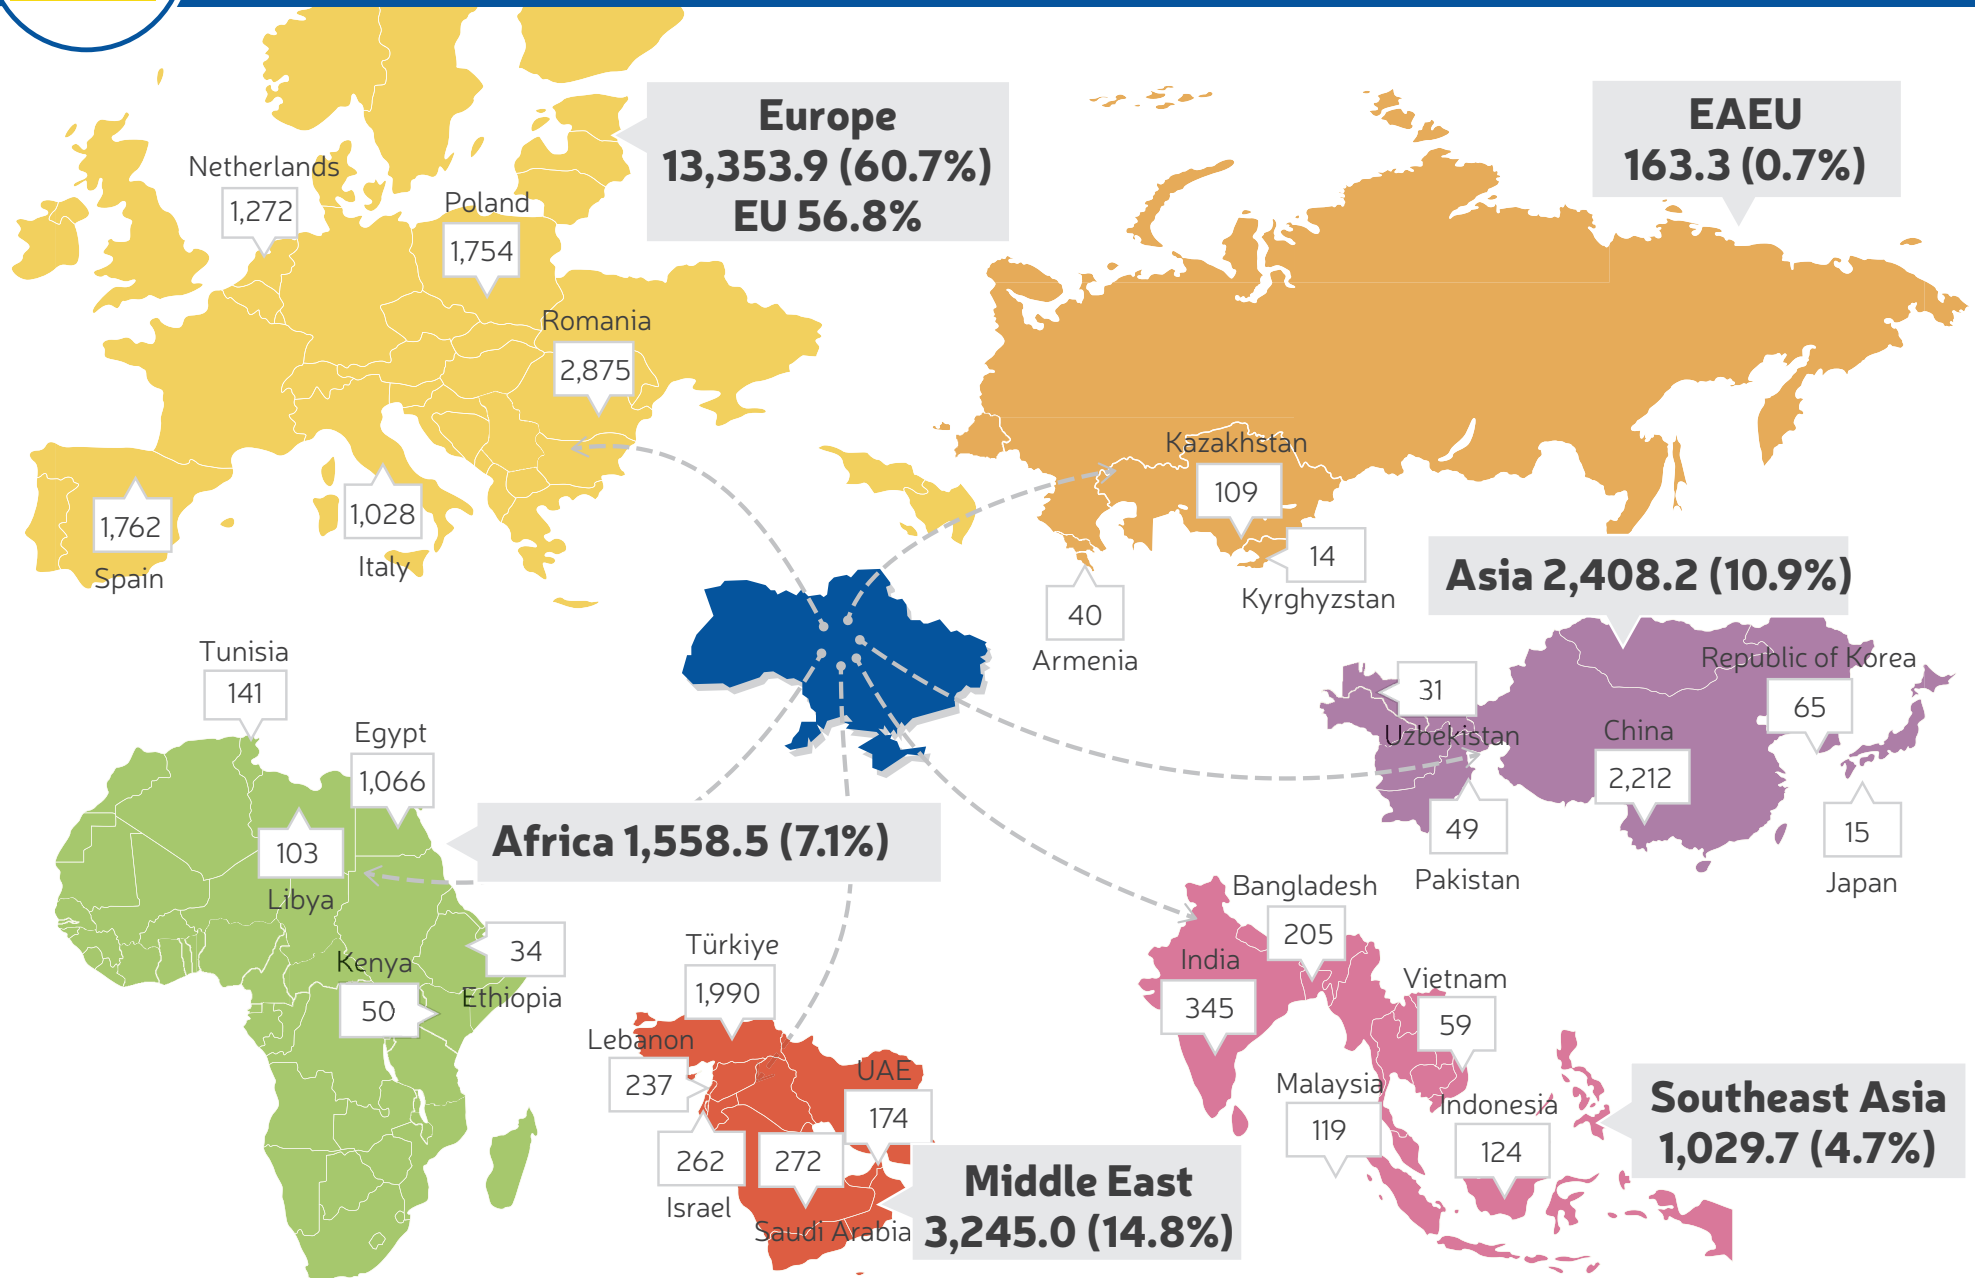 Europe
13,353.9 (60.7%)
EU 56.8%
EAEU
163.3 (0.7%)
Netherlands
1,272
Poland
1,754
Romania
2,875
1,762
Spain
1,028
Italy
Kazakhstan
109
14
Kyrghyzstan
40
Armenia
Asia 2,408.2 (10.9%)
Republic of Korea
65
31
Uzbekistan
China
2,212
49
Pakistan
15
Japan
Tunisia
141
Egypt
1,066
103
Libya
Africa 1,558.5 (7.1%)
34
Ethiopia
Kenya
50
Türkiye
1,990
Lebanon
237
UAE
174
262
Israel
272
Saudi Arabia
Middle East
3,245.0 (14.8%)
Bangladesh
205
India
345
Vietnam
59
Malaysia
119
Indonesia
124
Southeast Asia
1,029.7 (4.7%)